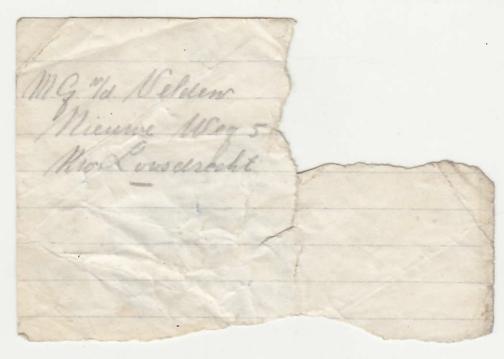 M G v/d Velden
Nieuwe Weg 5
Nw Loosdrecht